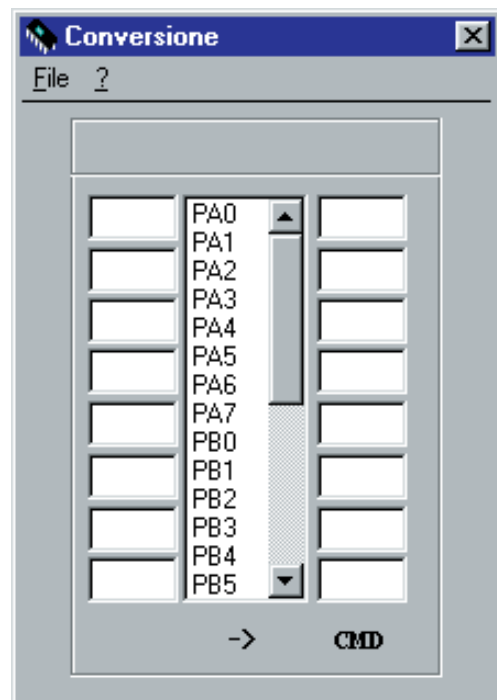 Conversione
File ?
PA0
PA1
PA2
PA3
PA4
PA5
PA6
PA7
PB0
PB1
PB2
PB3
PB4
PB5
-> CMD